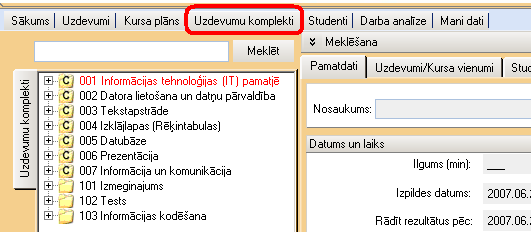 Sākums Uzdevumi Kursa plāns Uzdevumu komplekti Studenti Darba analīze Mani dati
Meklēt
Uzdevumu komplekti
C 001 Informācijas tehnoloģijas (IT) pamatjē
C 002 Datora lietošana un datņu pārvaldība
C 003 Tekstapstrāde
C 004 Izklājlapas (Rēķintabulas)
C 005 Datubāze
C 006 Prezentācija
C 007 Informācija un komunikācija
101 Izmeginajums
102 Tests
103 Informācijas kodēšana
Meklēšana
Pamatdati Uzdevumi/Kursa vienumi Stu
Nosaukums:
Datums un laiks
Ilgums (min): ___
Izpildes datums: 2007.06.2
Rādīt rezultātus pēc: 2007.06.